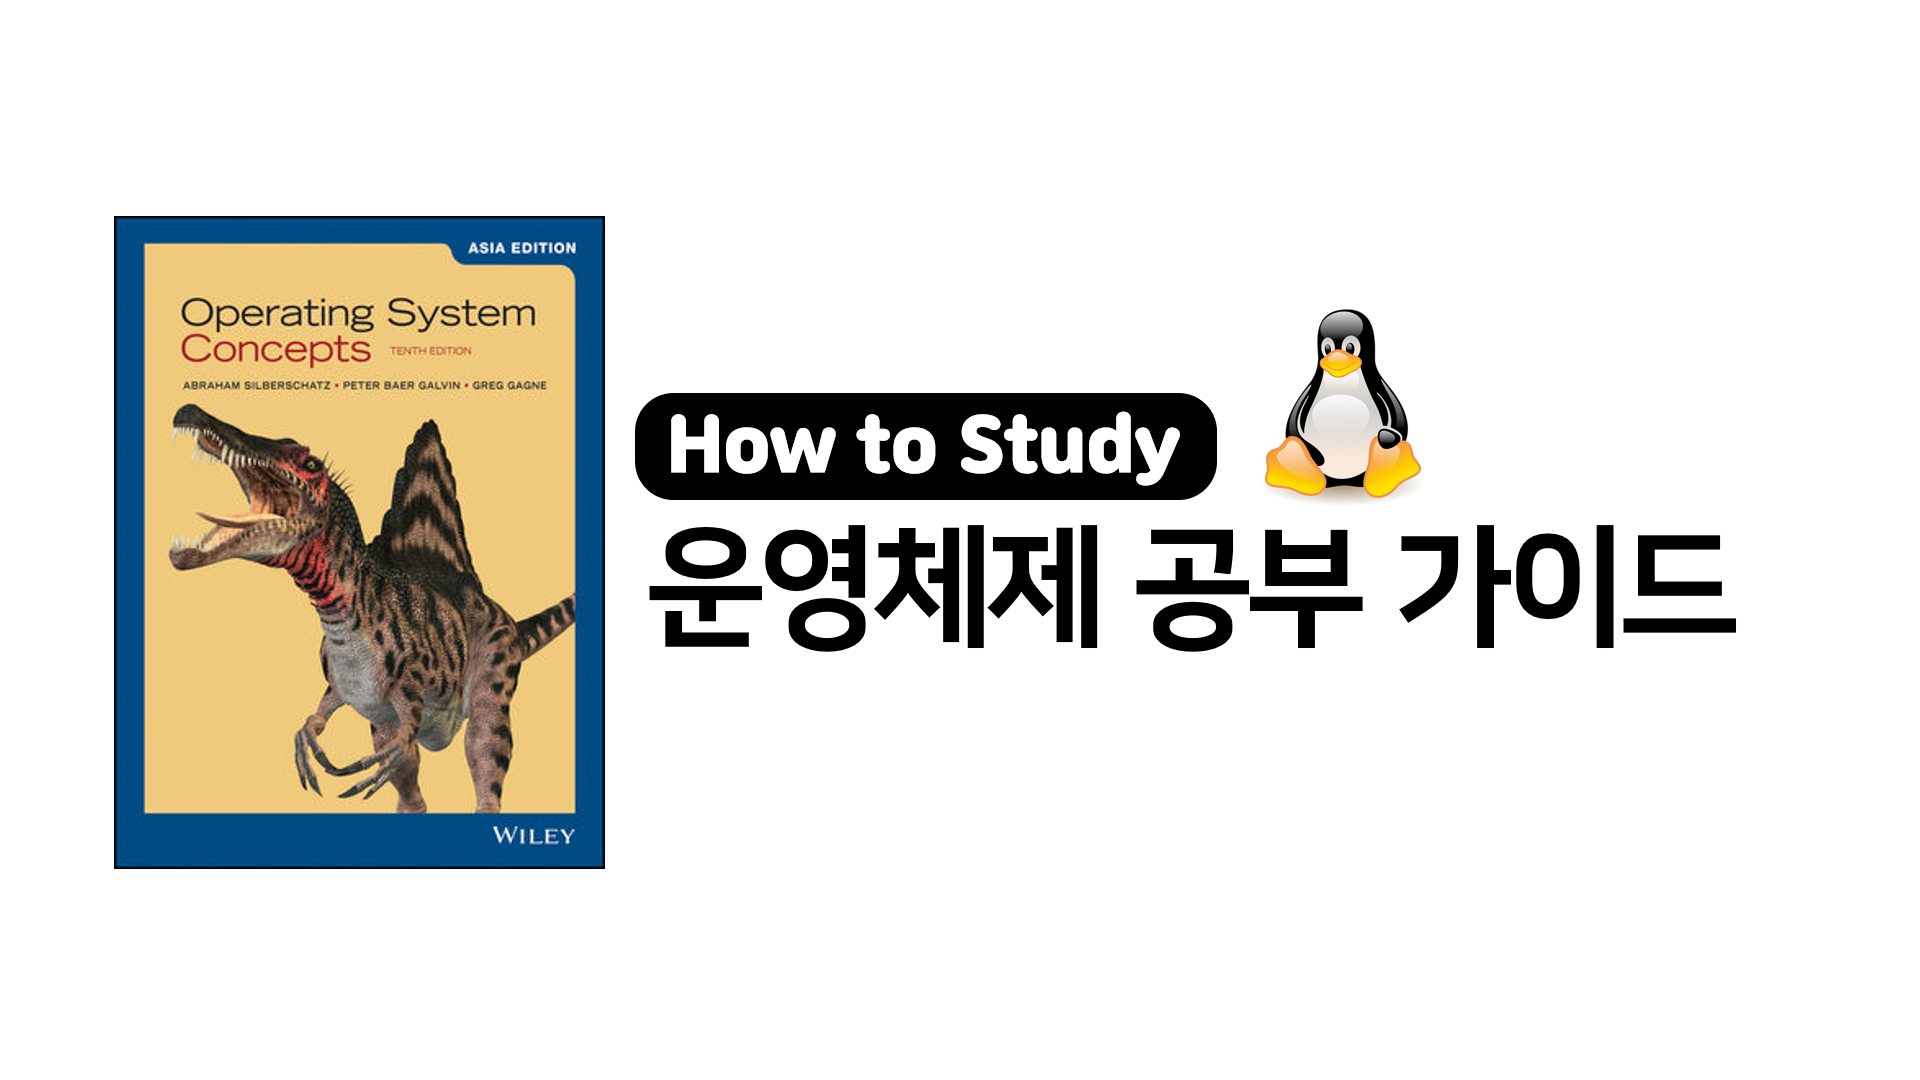 ASIA EDITION
Operating System
Concepts TENTH EDITION
ABRAHAM SILBERSCHATZ • PETER BAER GALVIN • GREG GAGNE
WILEY
How to Study
운영체제 공부 가이드